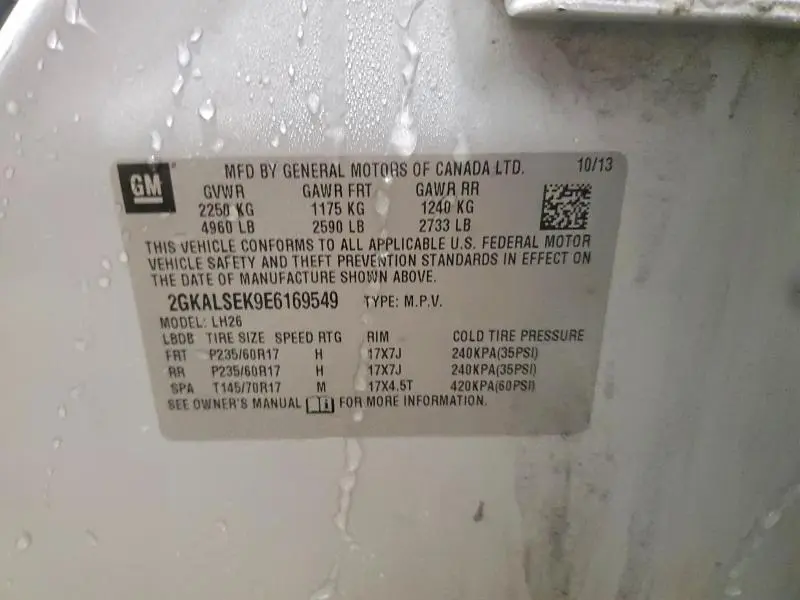 GM
MFD BY GENERAL MOTORS OF CANADA LTD. 10/13
GVWR GAWR FRT GAWR RR
2250 KG 1175 KG 1240 KG
4960 LB 2590 LB 2733 LB
THIS VEHICLE CONFORMS TO ALL APPLICABLE U.S. FEDERAL MOTOR
VEHICLE SAFETY AND THEFT PREVENTION STANDARDS IN EFFECT ON
THE DATE OF MANUFACTURE SHOWN ABOVE.
2GKALSEK9E6169549 TYPE: M.P.V.
MODEL: LH26
LBDB TIRE SIZE SPEED RTG RIM COLD TIRE PRESSURE
FRT P235/60R17 H 17X7J 240KPA(35PSI)
RR P235/60R17 H 17X7J 240KPA(35PSI)
SPA T145/70R17 M 17X4.5T 420KPA(60PSI)
SEE OWNER'S MANUAL FOR MORE INFORMATION.